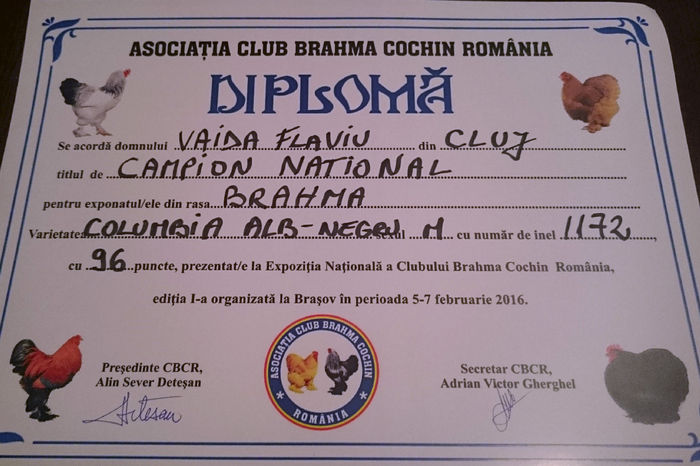 ASOCIAȚIA CLUB BRAHMA COCHIN ROMÂNIA
DIPLOMĂ
Se acordă domnului VAIDA FLAVIU din CLUJ
titlul de CAMPION NATIONAL
pentru exponatul/ele din rasa BRAHMA
Varietatea COLUMBIA ALB-NEGRU sexul M cu număr de inel 1172,
cu 96 puncte, prezentat/e la Expoziția Națională a Clubului Brahma Cochin România,
ediția I-a organizată la Brașov în perioada 5-7 februarie 2016.
Președinte CBCR,
Alin Sever Deteșan
ASOCIAȚIA CLUB BRAHMA COCHIN
ROMÂNIA
Secretar CBCR,
Adrian Victor Gherghel